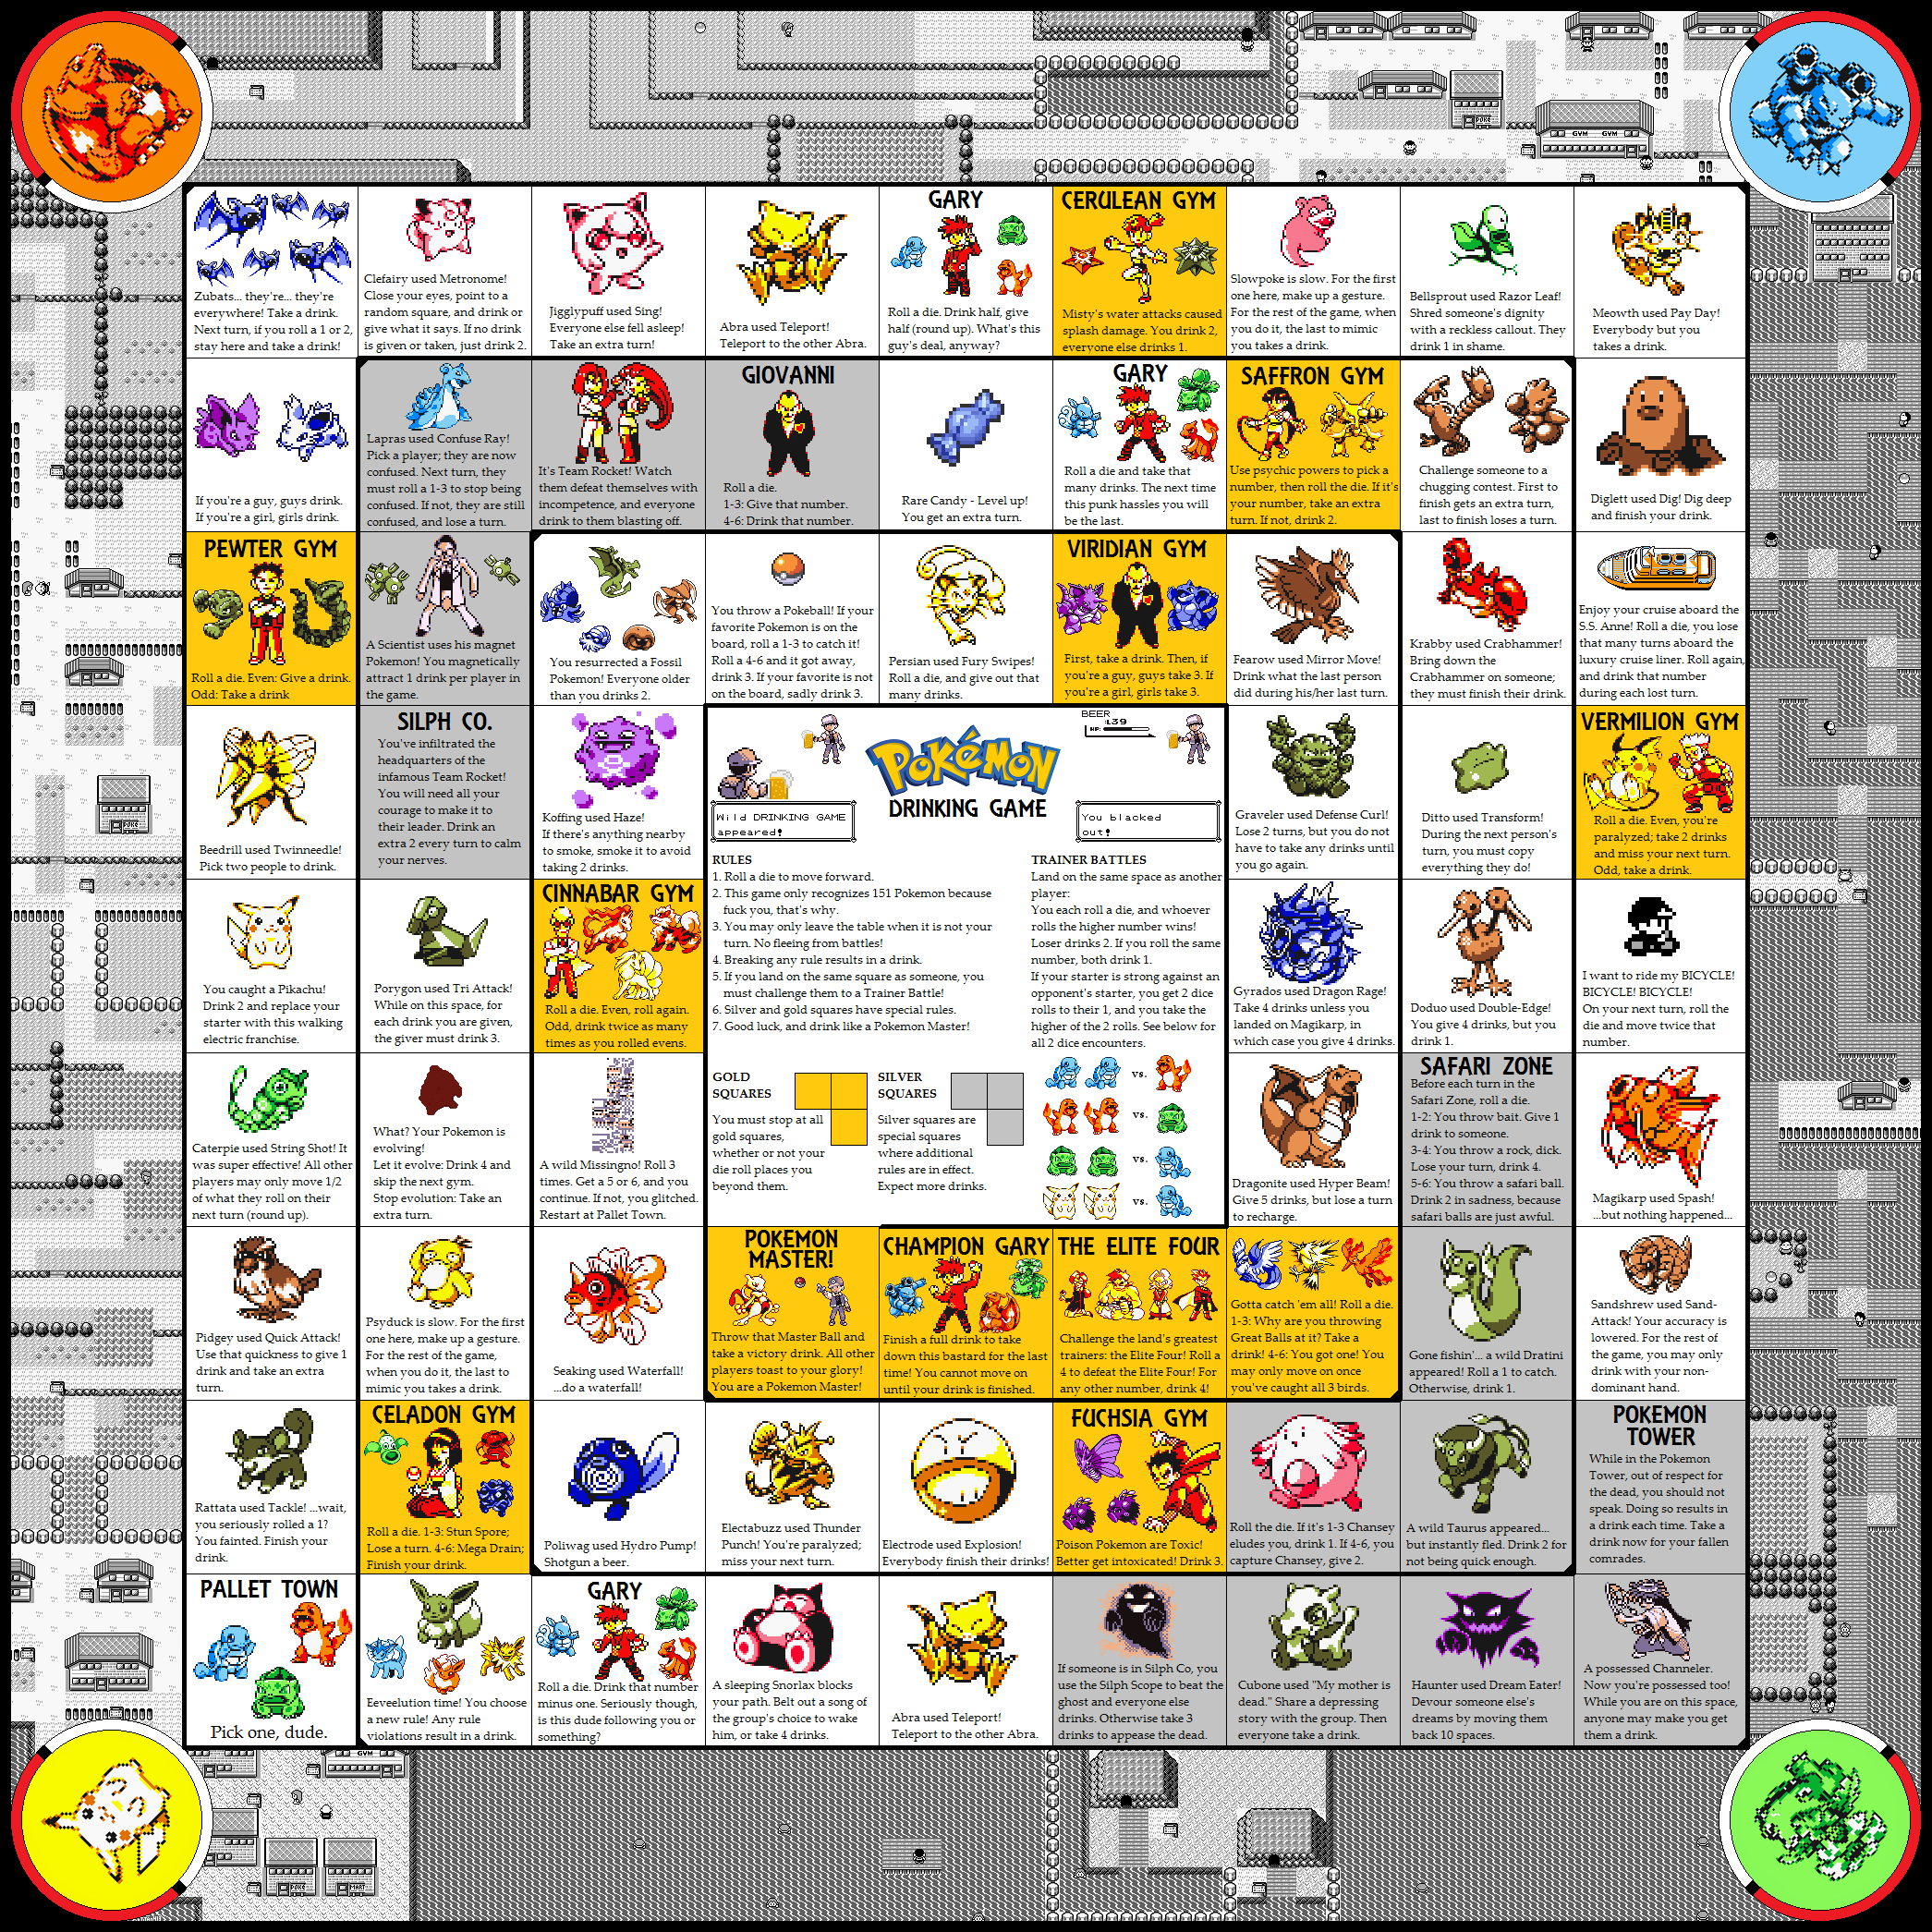 Zubats... they're... they're
everywhere! Take a drink.
Next turn, if you roll a 1 or 2,
stay here and take a drink!
Clefairy used Metronome!
Close your eyes, point to a
random square, and drink or
give what it says. If no drink
is given or taken, just drink 2.
Jigglypuff used Sing!
Everyone else fell asleep!
Take an extra turn!
Abra used Teleport!
Teleport to the other Abra.
GARY
Roll a die. Drink half, give
half (round up). What's this
guy's deal, anyway?
CERULEAN GYM
Misty's water attacks caused
splash damage. You drink 2,
everyone else drinks 1.
Slowpoke is slow. For the first
one here, make up a gesture.
For the rest of the game, when
you do it, the last to mimic
you takes a drink.
Bellsprout used Razor Leaf!
Shred someone's dignity
with a reckless callout. They
drink 1 in shame.
Meowth used Pay Day!
Everybody but you
takes a drink.
If you're a guy, guys drink.
If you're a girl, girls drink.
Lapras used Confuse Ray!
Pick a player; they are now
confused. Next turn, they
must roll a 1-3 to stop being
confused. If not, they are still
confused, and lose a turn.
It's Team Rocket! Watch
them defeat themselves with
incompetence, and everyone
drink to them blasting off.
GIOVANNI
Roll a die.
1-3: Give that number.
4-6: Drink that number.
Rare Candy - Level up!
You get an extra turn.
GARY
Roll a die and take that
many drinks. The next time
this punk hassles you will
be the last.
SAFFRON GYM
Use psychic powers to pick a
number, then roll the die. If it's
your number, take an extra
turn. If not, drink 2.
Challenge someone to a
chugging contest. First to
finish gets an extra turn,
last to finish loses a turn.
Diglett used Dig! Dig deep
and finish your drink.
PEWTER GYM
Roll a die. Even: Give a drink.
Odd: Take a drink
A Scientist uses his magnet
Pokemon! You magnetically
attract 1 drink per player in
the game.
You resurrected a Fossil
Pokemon! Everyone older
than you drinks 2.
You throw a Pokeball! If your
favorite Pokemon is on the
board, roll a 1-3 to catch it!
Roll a 4-6 and it got away,
drink 3. If your favorite is not
on the board, sadly drink 3.
Persian used Fury Swipes!
Roll a die, and give out that
many drinks.
VIRIDIAN GYM
First, take a drink. Then, if
you're a guy, guys take 3. If
you're a girl, girls take 3.
Fearow used Mirror Move!
Drink what the last person
did during his/her last turn.
Krabby used Crabhammer!
Bring down the
Crabhammer on someone;
they must finish their drink.
Enjoy your cruise aboard the
S.S. Anne! Roll a die, you lose
that many turns aboard the
luxury cruise liner. Roll again,
and drink that number
during each lost turn.
Beedrill used Twinneedle!
Pick two people to drink.
SILPH CO.
You've infiltrated the
headquarters of the
infamous Team Rocket!
You will need all your
courage to make it to
their leader. Drink an
extra 2 every turn to calm
your nerves.
Koffing used Haze!
If there's anything nearby
to smoke, smoke it to avoid
taking 2 drinks.
BEER
L39
HP:
Pokémon
DRINKING GAME
Wild DRINKING GAME
appeared!
You blacked
out!
Graveler used Defense Curl!
Lose 2 turns, but you do not
have to take any drinks until
you go again.
Ditto used Transform!
During the next person's
turn, you must copy
everything they do!
VERMILION GYM
Roll a die. Even, you're
paralyzed; take 2 drinks
and miss your next turn.
Odd, take a drink.
RULES
1. Roll a die to move forward.
2. This game only recognizes 151 Pokemon because
fuck you, that's why.
3. You may only leave the table when it is not your
turn. No fleeing from battles!
4. Breaking any rule results in a drink.
5. If you land on the same square as someone, you
must challenge them to a Trainer Battle!
6. Silver and gold squares have special rules.
7. Good luck, and drink like a Pokemon Master!
TRAINER BATTLES
Land on the same space as another
player:
You each roll a die, and whoever
rolls the higher number wins!
Loser drinks 2. If you roll the same
number, both drink 1.
If your starter is strong against an
opponent's starter, you get 2 dice
rolls to their 1, and you take the
higher of the 2 rolls. See below for
all 2 dice encounters.
vs.
vs.
vs.
vs.
GOLD
SQUARES
You must stop at all
gold squares,
whether or not your
die roll places you
beyond them.
SILVER
SQUARES
Silver squares are
special squares
where additional
rules are in effect.
Expect more drinks.
You caught a Pikachu!
Drink 2 and replace your
starter with this walking
electric franchise.
Porygon used Tri Attack!
While on this space, for
each drink you are given,
the giver must drink 3.
CINNABAR GYM
Roll a die. Even, roll again.
Odd, drink twice as many
times as you rolled evens.
Gyrados used Dragon Rage!
Take 4 drinks unless you
landed on Magikarp, in
which case you give 4 drinks.
Doduo used Double-Edge!
You give 4 drinks, but you
drink 1.
I want to ride my BICYCLE!
BICYCLE! BICYCLE!
On your next turn, roll the
die and move twice that
number.
Caterpie used String Shot! It
was super effective! All other
players may only move 1/2
of what they roll on their
next turn (round up).
What? Your Pokemon is
evolving!
Let it evolve: Drink 4 and
skip the next gym.
Stop evolution: Take an
extra turn.
A wild Missingno! Roll 3
times. Get a 5 or 6, and you
continue. If not, you glitched.
Restart at Pallet Town.
Dragonite used Hyper Beam!
Give 5 drinks, but lose a turn
to recharge.
SAFARI ZONE
Before each turn in the
Safari Zone, roll a die.
1-2: You throw bait. Give 1
drink to someone.
3-4: You throw a rock, dick.
Lose your turn, drink 4.
5-6: You throw a safari ball.
Drink 2 in sadness, because
safari balls are just awful.
Magikarp used Spash!
...but nothing happened...
Pidgey used Quick Attack!
Use that quickness to give 1
drink and take an extra
turn.
Psyduck is slow. For the first
one here, make up a gesture.
For the rest of the game,
when you do it, the last to
mimic you takes a drink.
Seaking used Waterfall!
...do a waterfall!
POKEMON
MASTER!
Throw that Master Ball and
take a victory drink. All other
players toast to your glory!
You are a Pokemon Master!
CHAMPION GARY
Finish a full drink to take
down this bastard for the last
time! You cannot move on
until your drink is finished.
THE ELITE FOUR
Challenge the land's greatest
trainers: the Elite Four! Roll a
4 to defeat the Elite Four! For
any other number, drink 4!
Gotta catch 'em all! Roll a die.
1-3: Why are you throwing
Great Balls at it? Take a
drink! 4-6: You got one! You
may only move on once
you've caught all 3 birds.
Gone fishin'... a wild Dratini
appeared! Roll a 1 to catch.
Otherwise, drink 1.
Sandshrew used Sand-
Attack! Your accuracy is
lowered. For the rest of
the game, you may only
drink with your non-
dominant hand.
Rattata used Tackle! ...wait,
you seriously rolled a 1?
You fainted. Finish your
drink.
CELADON GYM
Roll a die. 1-3: Stun Spore;
Lose a turn. 4-6: Mega Drain;
Finish your drink.
Poliwag used Hydro Pump!
Shotgun a beer.
Electabuzz used Thunder
Punch! You're paralyzed;
miss your next turn.
Electrode used Explosion!
Everybody finish their drinks!
FUCHSIA GYM
Poison Pokemon are Toxic!
Better get intoxicated! Drink 3.
Roll the die. If it's 1-3 Chansey
eludes you, drink 1. If 4-6, you
capture Chansey, give 2.
A wild Taurus appeared...
but instantly fled. Drink 2 for
not being quick enough.
POKEMON
TOWER
While in the Pokemon
Tower, out of respect for
the dead, you should not
speak. Doing so results in
a drink each time. Take a
drink now for your fallen
comrades.
PALLET TOWN
Pick one, dude.
Eeveelution time! You choose
a new rule! Any rule
violations result in a drink.
GARY
Roll a die. Drink that number
minus one. Seriously though,
is this dude following you or
something?
A sleeping Snorlax blocks
your path. Belt out a song of
the group's choice to wake
him, or take 4 drinks.
Abra used Teleport!
Teleport to the other Abra.
If someone is in Silph Co, you
use the Silph Scope to beat the
ghost and everyone else
drinks. Otherwise take 3
drinks to appease the dead.
Cubone used "My mother is
dead." Share a depressing
story with the group. Then
everyone take a drink.
Haunter used Dream Eater!
Devour someone else's
dreams by moving them
back 10 spaces.
A possessed Channeler.
Now you're possessed too!
While you are on this space,
anyone may make you get
them a drink.
POKE
GYM GYM
POKE
GYM
POKE
MART